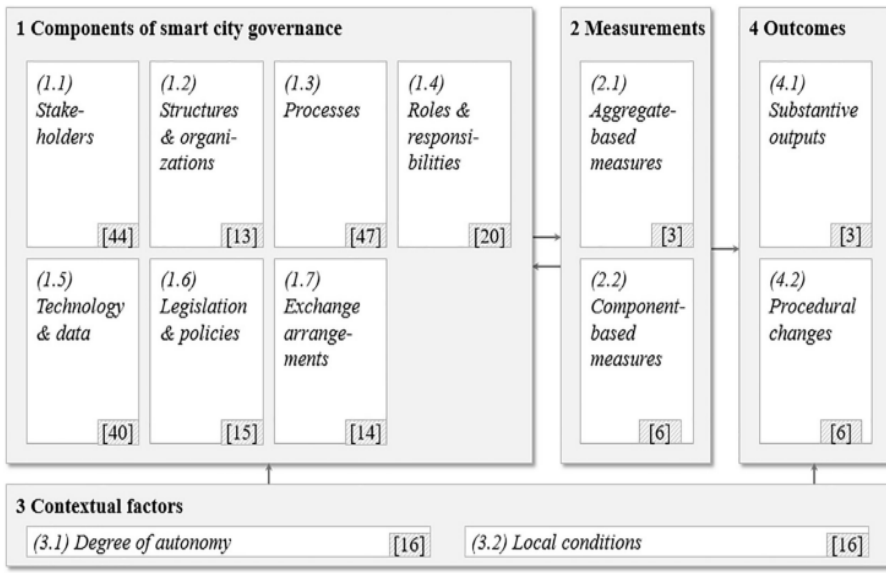 1 Components of smart city governance
(1.1)
Stake-
holders
[44]
(1.2)
Structures
& organi-
zations
[13]
(1.3)
Processes
[47]
(1.4)
Roles &
responsi-
bilities
[20]
(1.5)
Technology
& data
[40]
(1.6)
Legislation
& policies
[15]
(1.7)
Exchange
arrange-
ments
[14]
2 Measurements
(2.1)
Aggregate-
based
measures
[3]
(2.2)
Component-
based
measures
[6]
4 Outcomes
(4.1)
Substantive
outputs
[3]
(4.2)
Procedural
changes
[6]
3 Contextual factors
(3.1) Degree of autonomy
[16]
(3.2) Local conditions
[16]